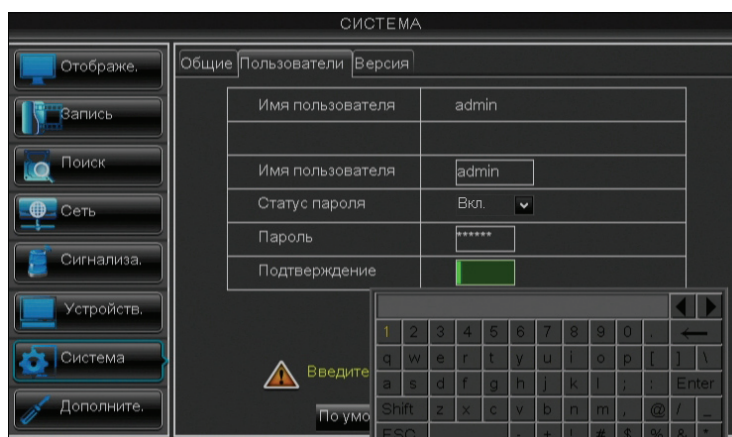 СИСТЕМА
Отображе.
Запись
Поиск
Сеть
Сигнализа.
Устройств.
Система
Дополните.
Общие Пользователи Версия
Имя пользователя admin
Имя пользователя admin
Статус пароля Вкл.
Пароль ******
Подтверждение
Введите
По умо
1 2 3 4 5 6 7 8 9 0 . ←
q w e r t y u i o p [ ] \
a s d f g h j k l ; : Enter
Shift z x c v b n m , @ / _
ESC - + ! # $ % & *